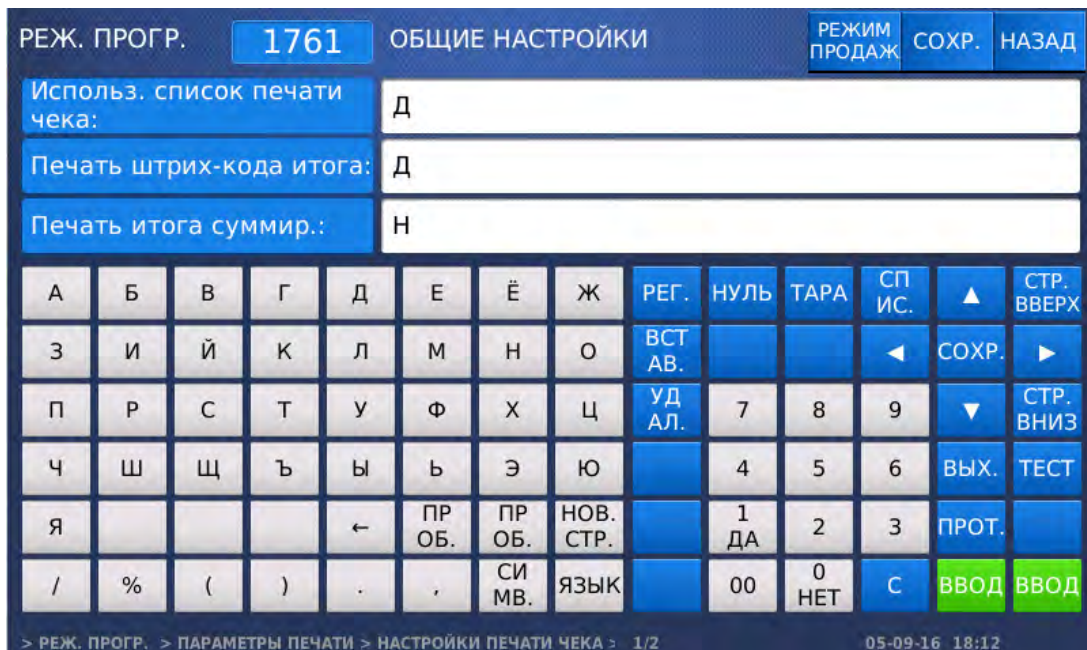 РЕЖ. ПРОГР. 1761 ОБЩИЕ НАСТРОЙКИ РЕЖИМ ПРОДАЖ СОХР. НАЗАД
Использ. список печати чека: Д
Печать штрих-кода итога: Д
Печать итога суммир.: Н
А Б В Г Д Е Ё Ж РЕГ. НУЛЬ ТАРА СП ИС. ▲ СТР. ВВЕРХ
З И Й К Л М Н О ВСТ АВ. ◀ СОХР. ▶
П Р С Т У Ф Х Ц УД АЛ. 7 8 9 ▼ СТР. ВНИЗ
Ч Ш Щ Ъ Ы Ь Э Ю 4 5 6 ВЫХ. ТЕСТ
Я ← ПР ОБ. ПР ОБ. НОВ. СТР. 1 ДА 2 3 ПРОТ.
/ % ( ) . , СИ МВ. ЯЗЫК 00 0 НЕТ С ВВОД ВВОД
> РЕЖ. ПРОГР. > ПАРАМЕТРЫ ПЕЧАТИ > НАСТРОЙКИ ПЕЧАТИ ЧЕКА > 1/2 05-09-16 18:12